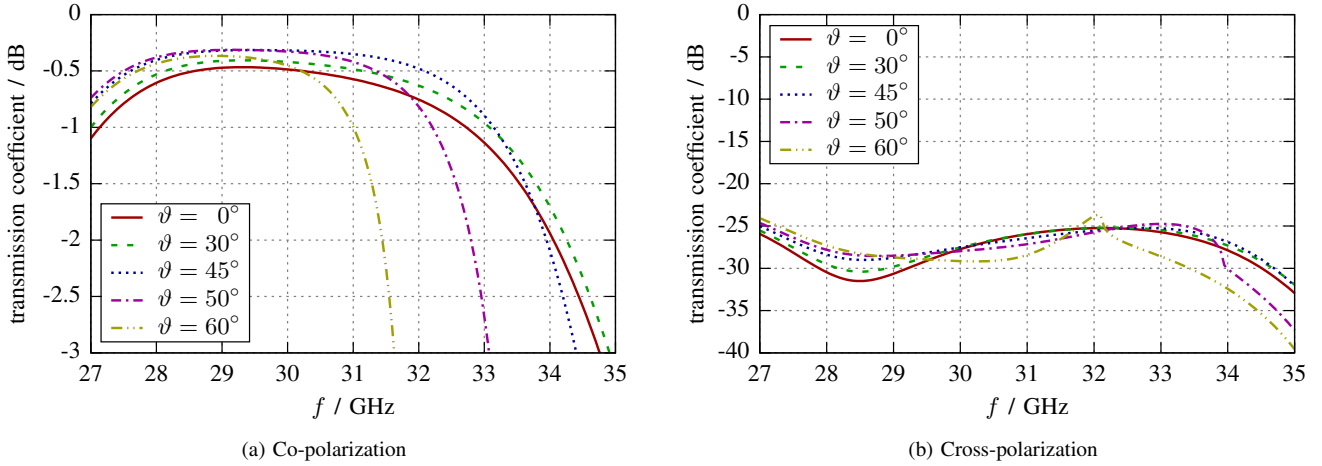 0
-0.5
-1
-1.5
-2
-2.5
-3
transmission coefficient / dB
ϑ = 0°
ϑ = 30°
ϑ = 45°
ϑ = 50°
ϑ = 60°
27 28 29 30 31 32 33 34 35
f / GHz
(a) Co-polarization
0
-5
-10
-15
-20
-25
-30
-35
-40
transmission coefficient / dB
ϑ = 0°
ϑ = 30°
ϑ = 45°
ϑ = 50°
ϑ = 60°
27 28 29 30 31 32 33 34 35
f / GHz
(b) Cross-polarization